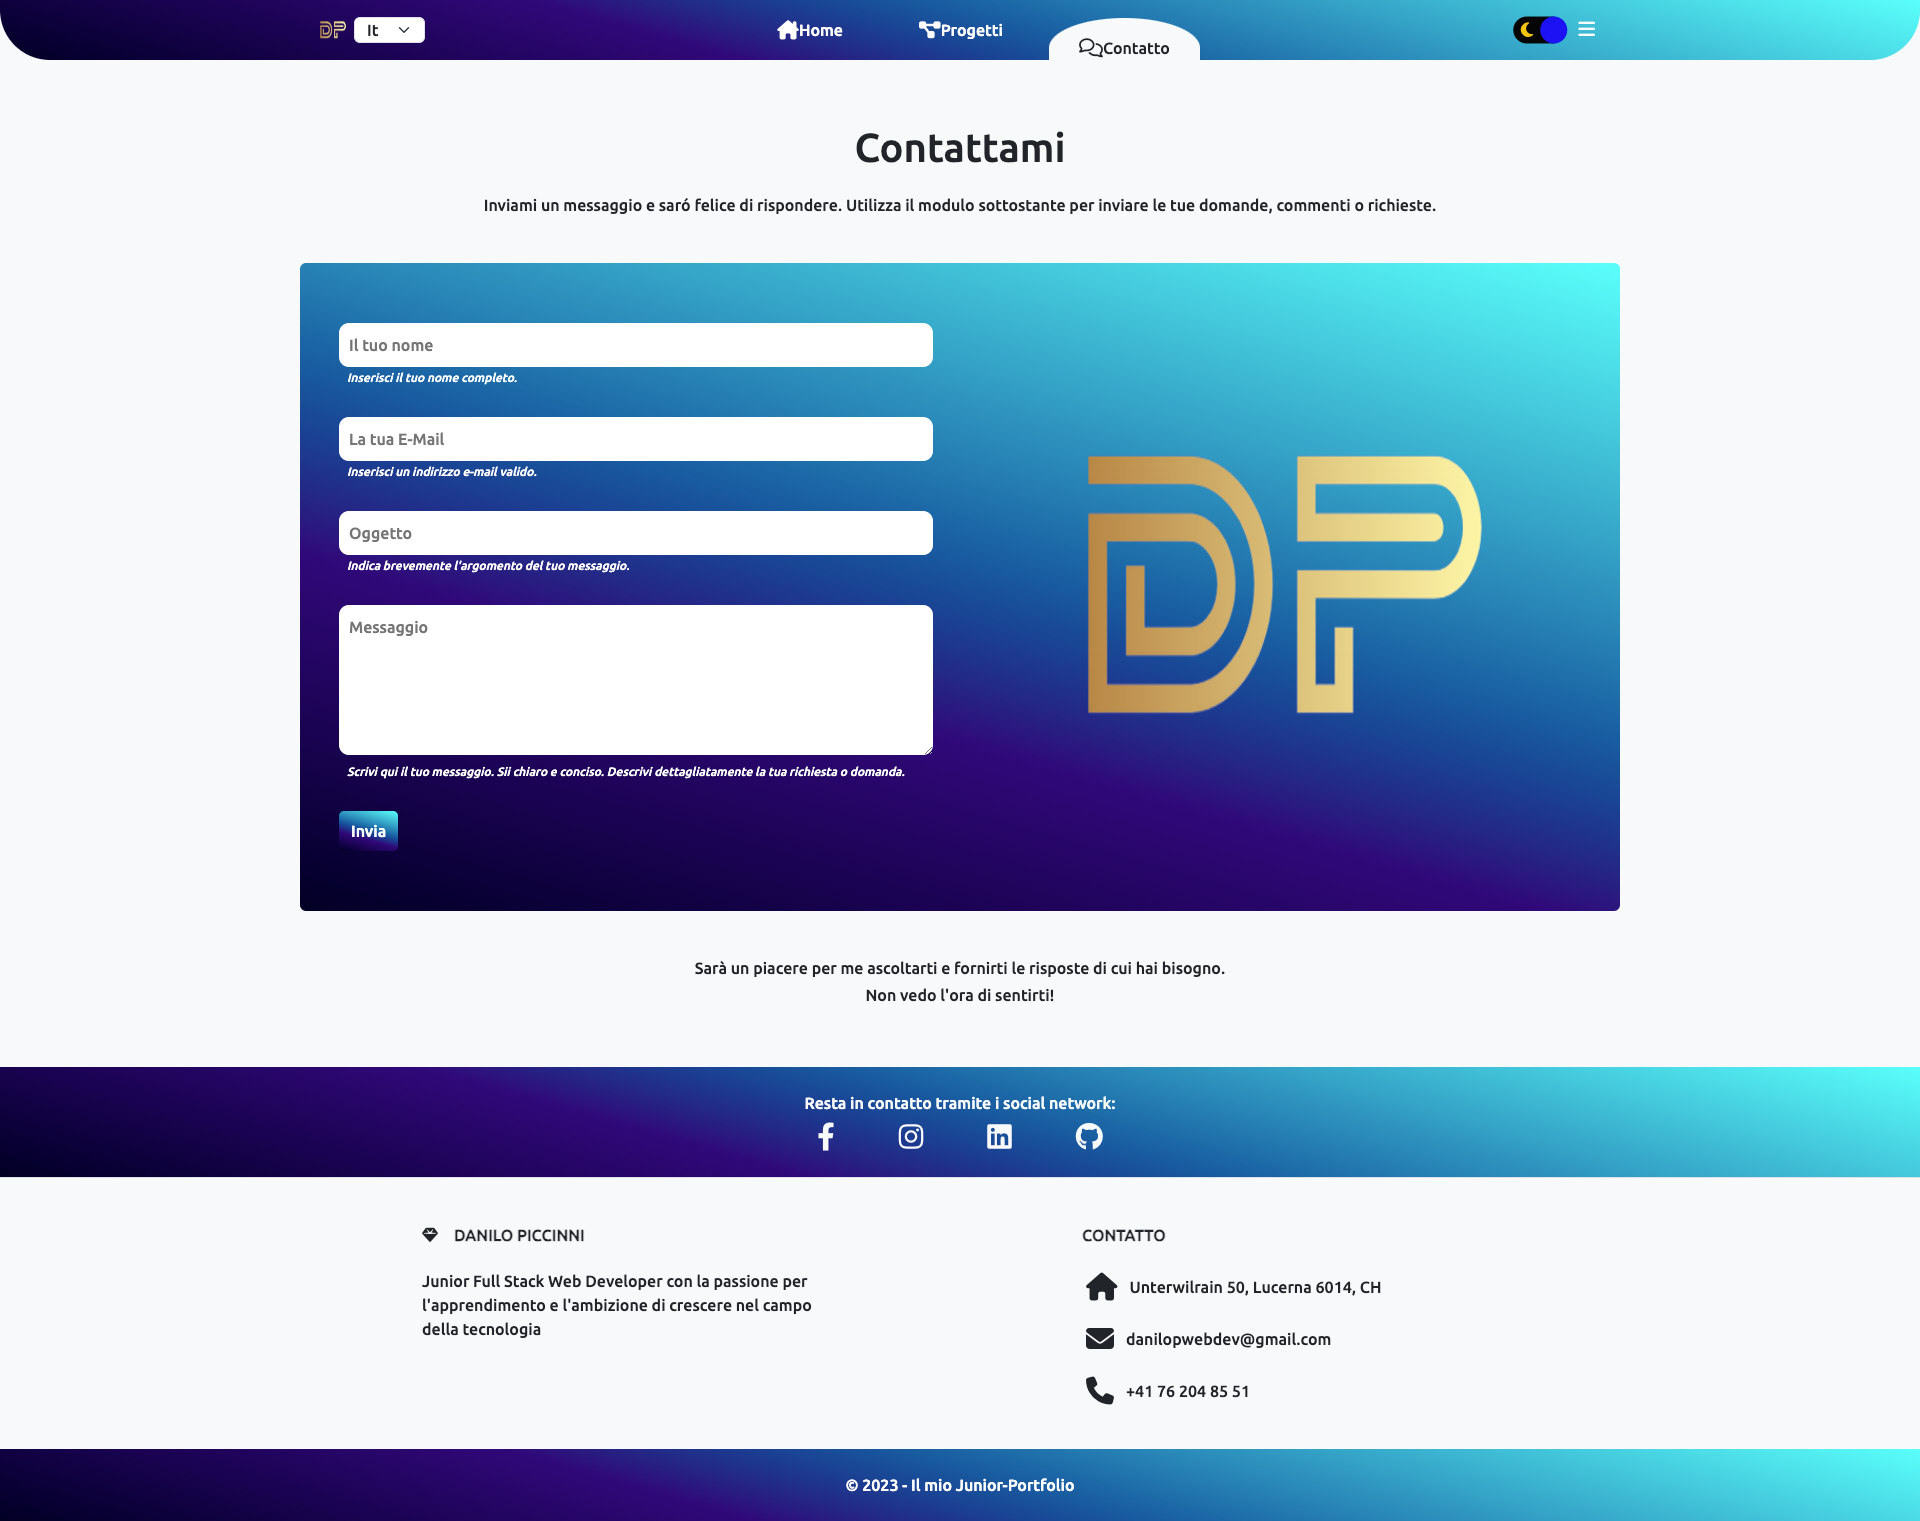 DP
It
Home
Progetti
Contatto
Contattami
Inviami un messaggio e saró felice di rispondere. Utilizza il modulo sottostante per inviare le tue domande, commenti o richieste.
Il tuo nome
Inserisci il tuo nome completo.
La tua E-Mail
Inserisci un indirizzo e-mail valido.
Oggetto
Indica brevemente l'argomento del tuo messaggio.
Messaggio
Scrivi qui il tuo messaggio. Sii chiaro e conciso. Descrivi dettagliatamente la tua richiesta o domanda.
Invia
DP
Sarà un piacere per me ascoltarti e fornirti le risposte di cui hai bisogno.
Non vedo l'ora di sentirti!
Resta in contatto tramite i social network:
DANILO PICCINNI
Junior Full Stack Web Developer con la passione per
l'apprendimento e l'ambizione di crescere nel campo
della tecnologia
CONTATTO
Unterwilrain 50, Lucerna 6014, CH
danilopwebdev@gmail.com
+41 76 204 85 51
© 2023 - Il mio Junior-Portfolio